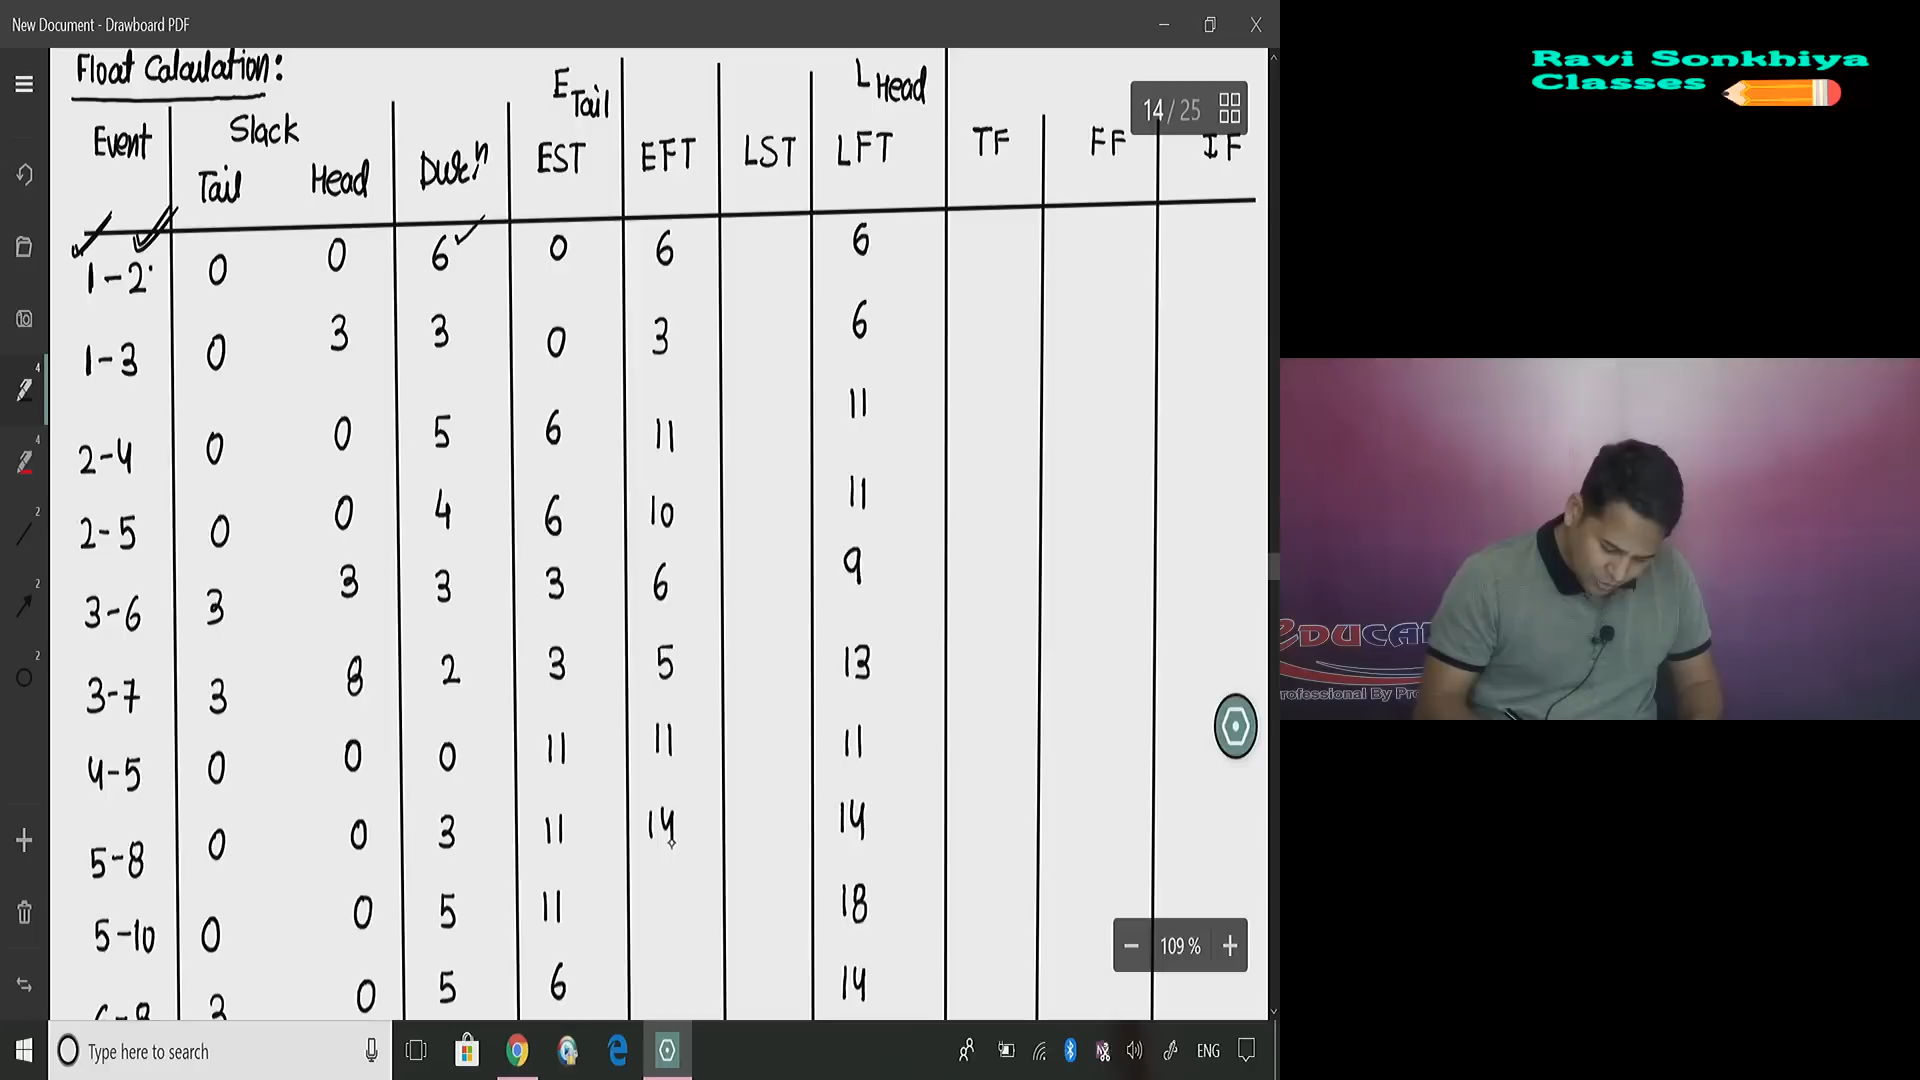 New Document - Drawboard PDF
Ravi Sonkhiya
Classes
Float Calculation:
E Tail
L Head
14 / 25
Event
Slack
Tail
Head
Durⁿ
EST
EFT
LST
LFT
TF
FF
IF
1-2 0 0 6 0 6 6
1-3 0 3 3 0 3 6
2-4 0 0 5 6 11 11
2-5 0 0 4 6 10 11
3-6 3 3 3 3 6 9
3-7 3 8 2 3 5 13
4-5 0 0 0 11 11 11
5-8 0 0 3 11 14 14
5-10 0 0 5 11 18
6-8 3 0 5 6 14
109 %
EDUCA
rofessional By Pro
Type here to search
ENG